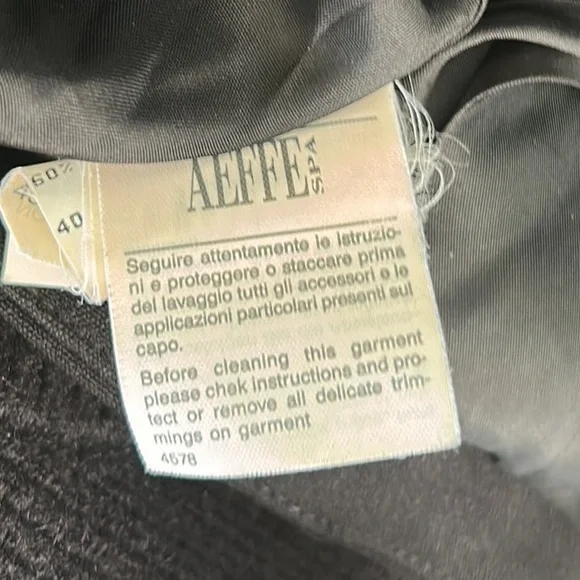 60%
40
AEFFE SPA
Seguire attentamente le istruzio-
ni e proteggere o staccare prima
del lavaggio tutti gli accessori e le
applicazioni particolari presenti sul
capo.
Before cleaning this garment
please chek instructions and pro-
tect or remove all delicate trim-
mings on garment
4578